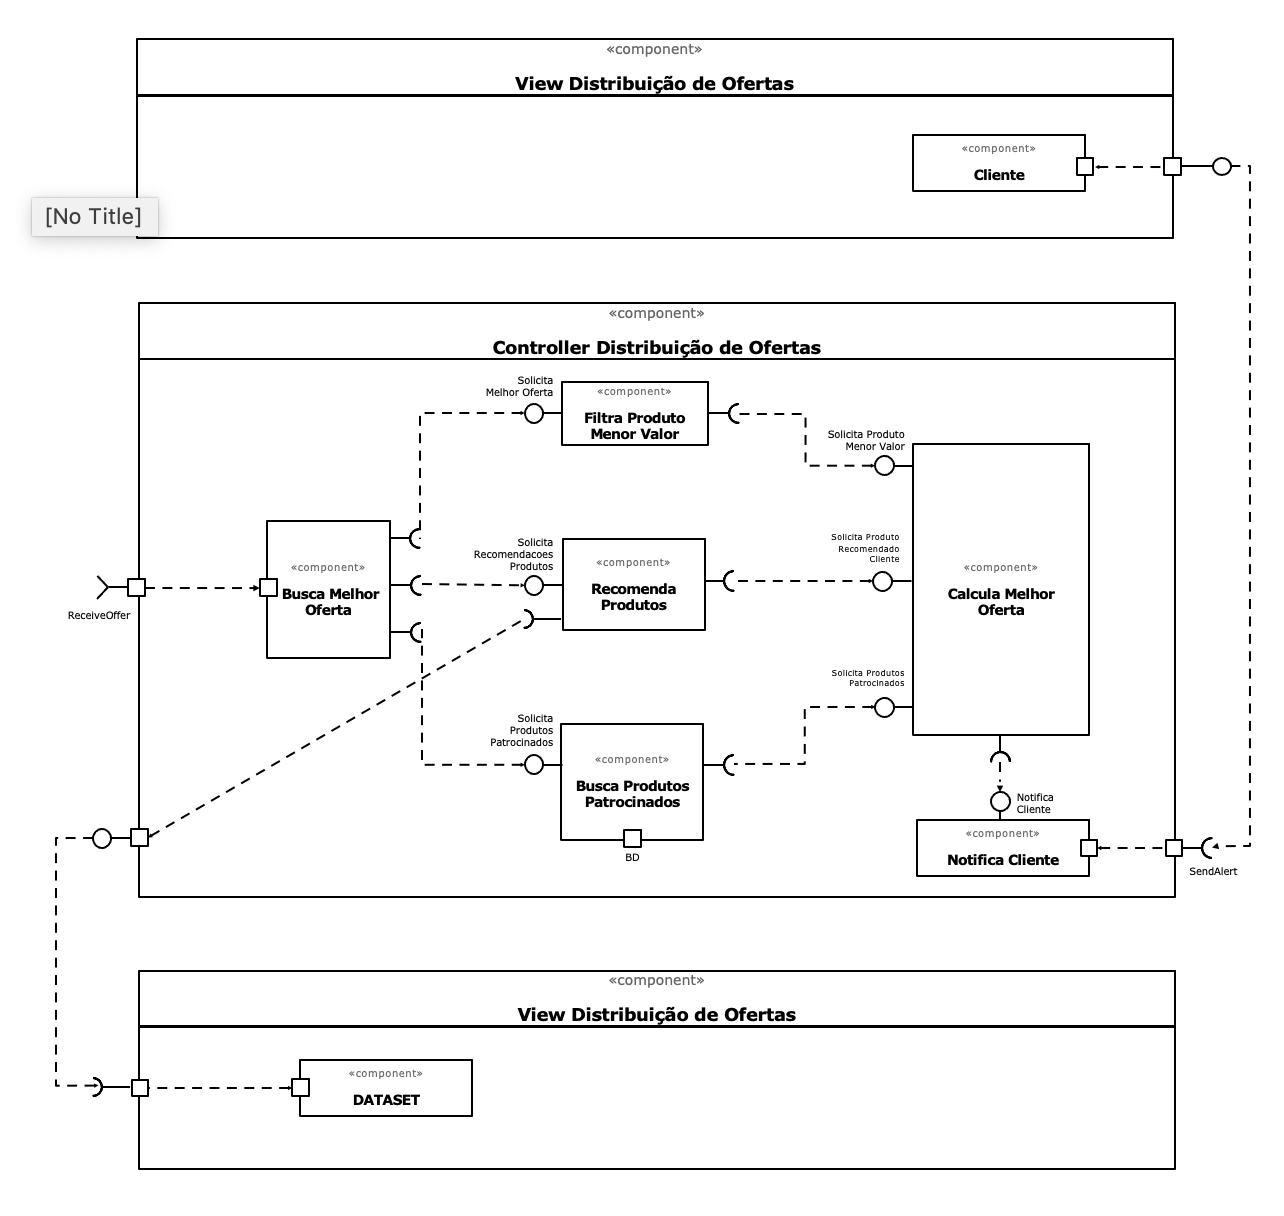 «component»
View Distribuição de Ofertas
«component»
Cliente
[No Title]
«component»
Controller Distribuição de Ofertas
Solicita
Melhor Oferta
«component»
Filtra Produto
Menor Valor
Solicita Produto
Menor Valor
«component»
Busca Melhor
Oferta
ReceiveOffer
Solicita
Recomendacoes
Produtos
«component»
Recomenda
Produtos
Solicita Produto
Recomendado
Cliente
«component»
Calcula Melhor
Oferta
Solicita Produtos
Patrocinados
Solicita
Produtos
Patrocinados
«component»
Busca Produtos
Patrocinados
BD
Notifica
Cliente
«component»
Notifica Cliente
SendAlert
«component»
View Distribuição de Ofertas
«component»
DATASET